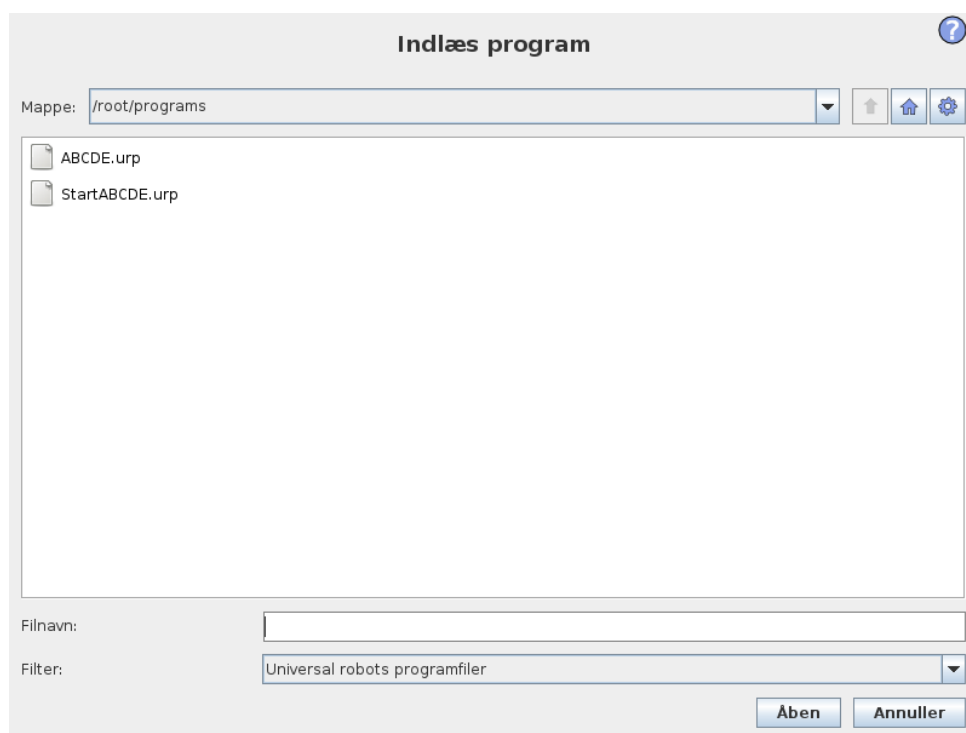 Indlæs program
?
Mappe: /root/programs
ABCDE.urp
StartABCDE.urp
Filnavn:
Filter: Universal robots programfiler
Åben Annuller